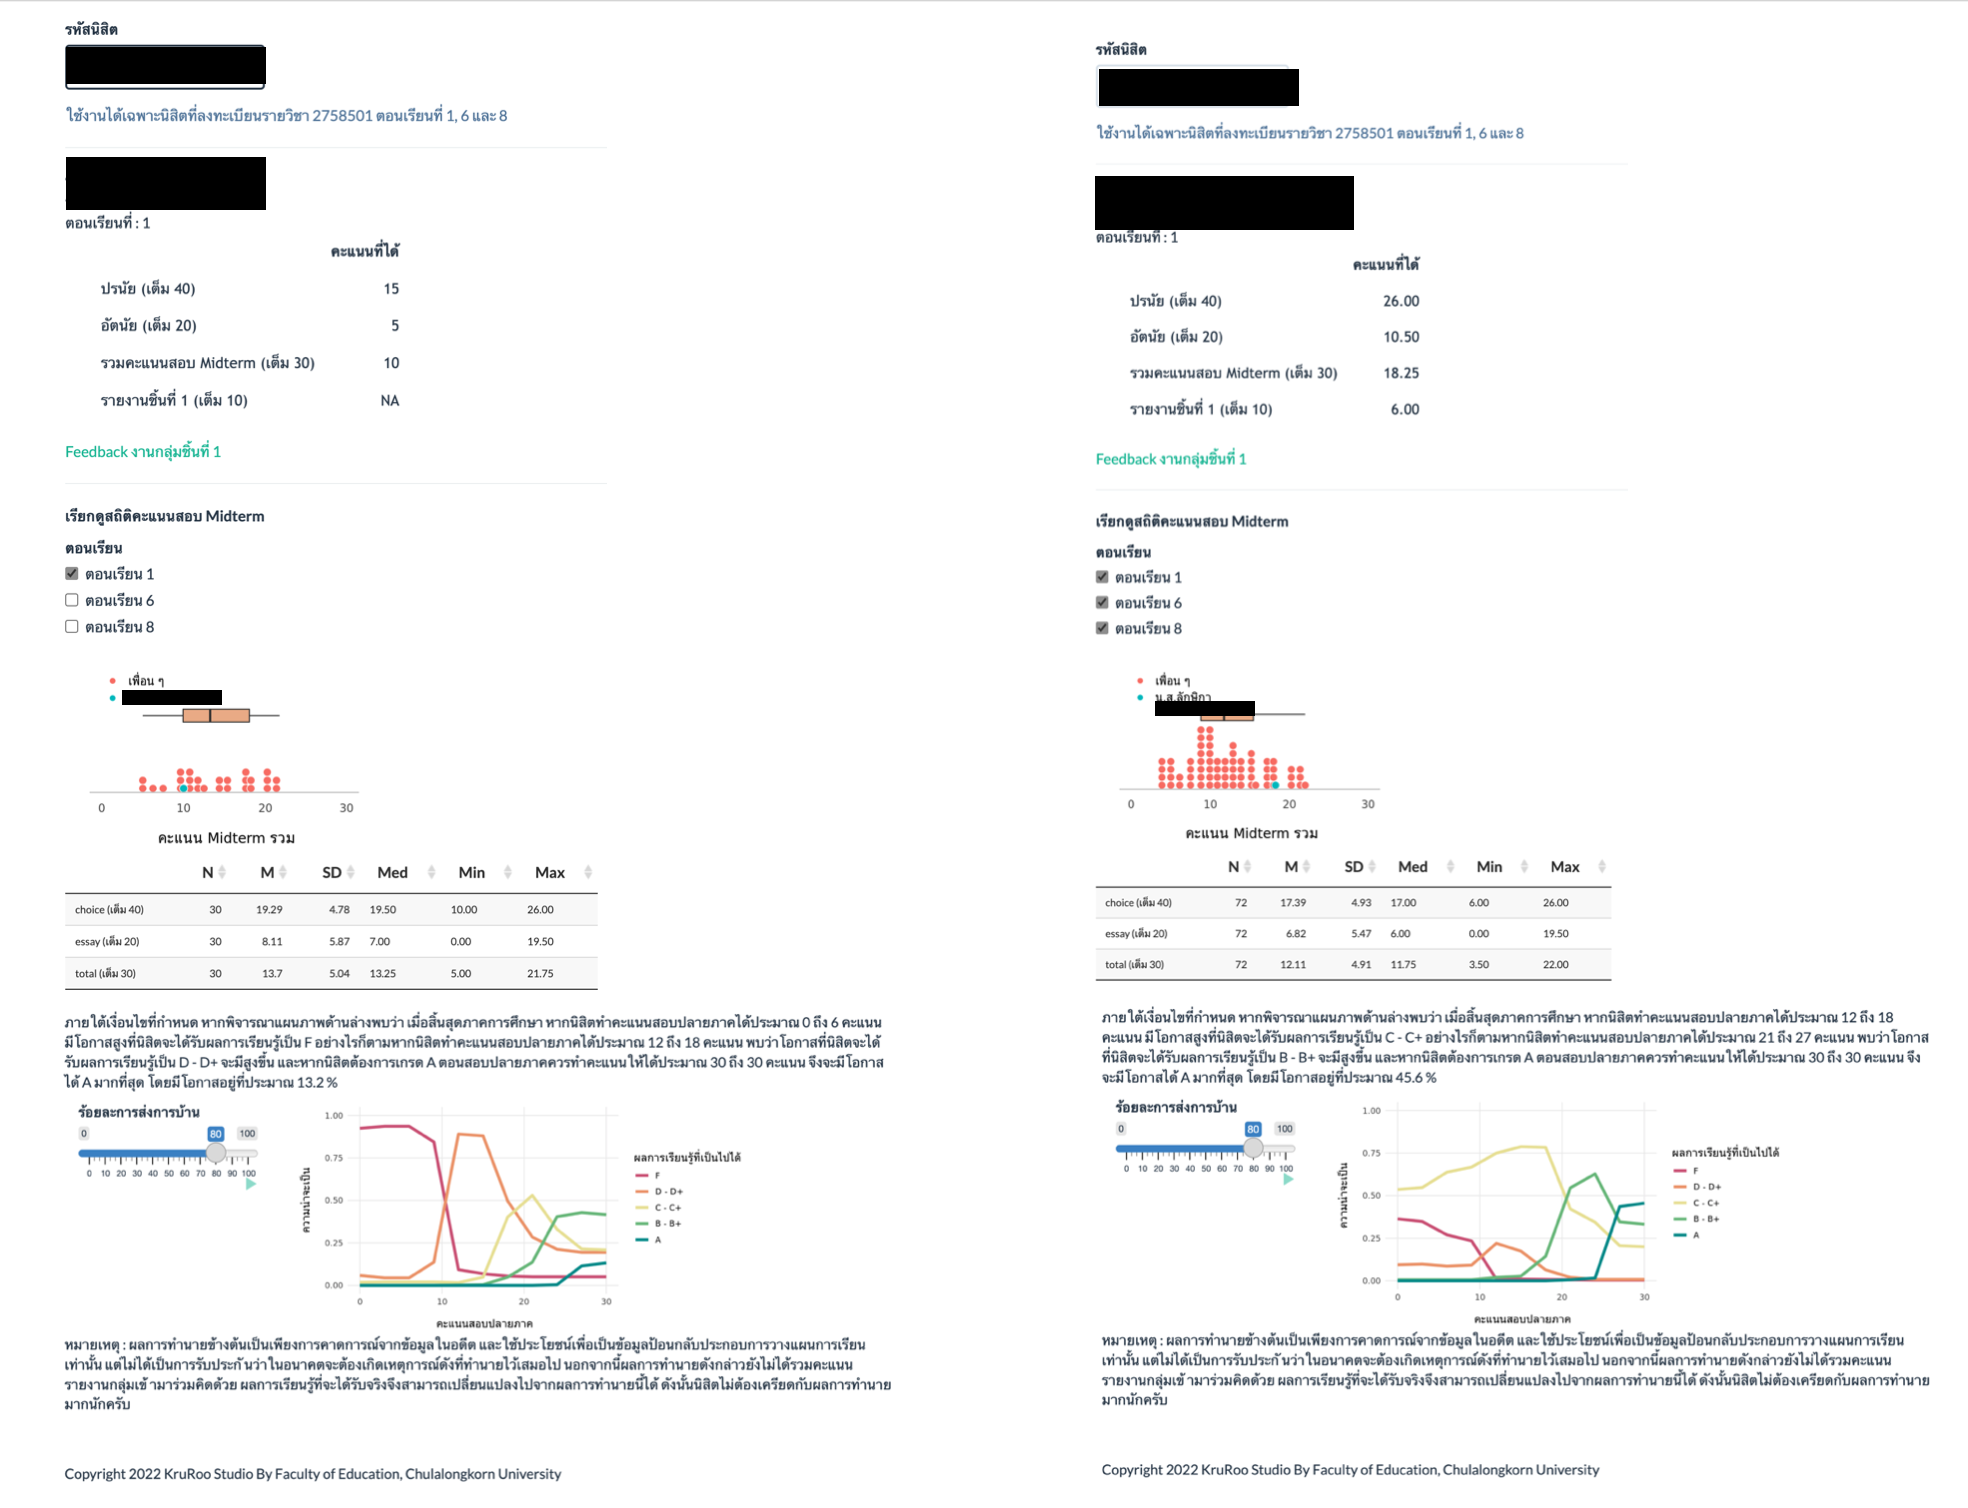 รหัสนิสิต
ใช้งานได้เฉพาะนิสิตที่ลงทะเบียนรายวิชา 2758501 ตอนเรียนที่ 1, 6 และ 8
ตอนเรียนที่ : 1
คะแนนที่ได้
ปรนัย (เต็ม 40) 15
อัตนัย (เต็ม 20) 5
รวมคะแนนสอบ Midterm (เต็ม 30) 10
รายงานชิ้นที่ 1 (เต็ม 10) NA
Feedback งานกลุ่มชิ้นที่ 1
เรียกดูสถิติคะแนนสอบ Midterm
ตอนเรียน
ตอนเรียน 1
ตอนเรียน 6
ตอนเรียน 8
เพื่อน ๆ
0 10 20 30
คะแนน Midterm รวม
N M SD Med Min Max
choice (เต็ม 40) 30 19.29 4.78 19.50 10.00 26.00
essay (เต็ม 20) 30 8.11 5.87 7.00 0.00 19.50
total (เต็ม 30) 30 13.7 5.04 13.25 5.00 21.75
ภายใต้เงื่อนไขที่กำหนด หากพิจารณาแผนภาพด้านล่างพบว่า เมื่อสิ้นสุดภาคการศึกษา หากนิสิตทำคะแนนสอบปลายภาคได้ประมาณ 0 ถึง 6 คะแนน
มีโอกาสสูงที่นิสิตจะได้รับผลการเรียนรู้เป็น F อย่างไรก็ตามหากนิสิตทำคะแนนสอบปลายภาคได้ประมาณ 12 ถึง 18 คะแนน พบว่าโอกาสที่นิสิตจะได้
รับผลการเรียนรู้เป็น D - D+ จะมีสูงขึ้น และหากนิสิตต้องการเกรด A ตอนสอบปลายภาคควรทำคะแนนให้ได้ประมาณ 30 ถึง 30 คะแนน จึงจะมีโอกาส
ได้ A มากที่สุด โดยมีโอกาสอยู่ที่ประมาณ 13.2 %
ร้อยละการส่งการบ้าน
0 80 100
0 10 20 30 40 50 60 70 80 90 100
ความน่าจะเป็น
1.00
0.75
0.50
0.25
0.00
0 10 20 30
คะแนนสอบปลายภาค
ผลการเรียนรู้ที่เป็นไปได้
F
D - D+
C - C+
B - B+
A
หมายเหตุ : ผลการทำนายข้างต้นเป็นเพียงการคาดการณ์จากข้อมูลในอดีต และใช้ประโยชน์เพื่อเป็นข้อมูลป้อนกลับประกอบการวางแผนการเรียน
เท่านั้น แต่ไม่ได้เป็นการรับประกันว่าในอนาคตจะต้องเกิดเหตุการณ์ดังที่ทำนายไว้เสมอไป นอกจากนี้ผลการทำนายดังกล่าวยังไม่ได้รวมคะแนน
รายงานกลุ่มเข้ามาร่วมคิดด้วย ผลการเรียนรู้ที่จะได้รับจริงจึงสามารถเปลี่ยนแปลงไปจากผลการทำนายนี้ได้ ดังนั้นนิสิตไม่ต้องเครียดกับผลการทำนาย
มากนักครับ
Copyright 2022 KruRoo Studio By Faculty of Education, Chulalongkorn University
รหัสนิสิต
ใช้งานได้เฉพาะนิสิตที่ลงทะเบียนรายวิชา 2758501 ตอนเรียนที่ 1, 6 และ 8
ตอนเรียนที่ : 1
คะแนนที่ได้
ปรนัย (เต็ม 40) 26.00
อัตนัย (เต็ม 20) 10.50
รวมคะแนนสอบ Midterm (เต็ม 30) 18.25
รายงานชิ้นที่ 1 (เต็ม 10) 6.00
Feedback งานกลุ่มชิ้นที่ 1
เรียกดูสถิติคะแนนสอบ Midterm
ตอนเรียน
ตอนเรียน 1
ตอนเรียน 6
ตอนเรียน 8
เพื่อน ๆ
น.ส.ลักษิกา
0 10 20 30
คะแนน Midterm รวม
N M SD Med Min Max
choice (เต็ม 40) 72 17.39 4.93 17.00 6.00 26.00
essay (เต็ม 20) 72 6.82 5.47 6.00 0.00 19.50
total (เต็ม 30) 72 12.11 4.91 11.75 3.50 22.00
ภายใต้เงื่อนไขที่กำหนด หากพิจารณาแผนภาพด้านล่างพบว่า เมื่อสิ้นสุดภาคการศึกษา หากนิสิตทำคะแนนสอบปลายภาคได้ประมาณ 12 ถึง 18
คะแนน มีโอกาสสูงที่นิสิตจะได้รับผลการเรียนรู้เป็น C - C+ อย่างไรก็ตามหากนิสิตทำคะแนนสอบปลายภาคได้ประมาณ 21 ถึง 27 คะแนน พบว่าโอกาส
ที่นิสิตจะได้รับผลการเรียนรู้เป็น B - B+ จะมีสูงขึ้น และหากนิสิตต้องการเกรด A ตอนสอบปลายภาคควรทำคะแนนให้ได้ประมาณ 30 ถึง 30 คะแนน จึง
จะมีโอกาสได้ A มากที่สุด โดยมีโอกาสอยู่ที่ประมาณ 45.6 %
ร้อยละการส่งการบ้าน
0 80 100
0 10 20 30 40 50 60 70 80 90 100
ความน่าจะเป็น
1.00
0.75
0.50
0.25
0.00
0 10 20 30
คะแนนสอบปลายภาค
ผลการเรียนรู้ที่เป็นไปได้
F
D - D+
C - C+
B - B+
A
หมายเหตุ : ผลการทำนายข้างต้นเป็นเพียงการคาดการณ์จากข้อมูลในอดีต และใช้ประโยชน์เพื่อเป็นข้อมูลป้อนกลับประกอบการวางแผนการเรียน
เท่านั้น แต่ไม่ได้เป็นการรับประกันว่าในอนาคตจะต้องเกิดเหตุการณ์ดังที่ทำนายไว้เสมอไป นอกจากนี้ผลการทำนายดังกล่าวยังไม่ได้รวมคะแนน
รายงานกลุ่มเข้ามาร่วมคิดด้วย ผลการเรียนรู้ที่จะได้รับจริงจึงสามารถเปลี่ยนแปลงไปจากผลการทำนายนี้ได้ ดังนั้นนิสิตไม่ต้องเครียดกับผลการทำนาย
มากนักครับ
Copyright 2022 KruRoo Studio By Faculty of Education, Chulalongkorn University